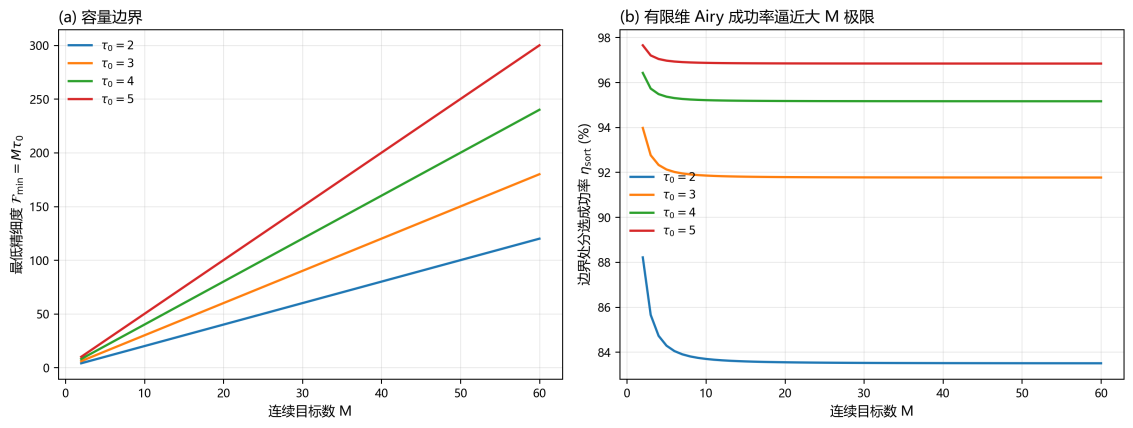 (a) 容量边界
τ₀ = 2
τ₀ = 3
τ₀ = 4
τ₀ = 5
300
250
200
150
100
50
0
最低精细度 𝓕min = Mτ₀
0 10 20 30 40 50 60
连续目标数 M
(b) 有限维 Airy 成功率逼近大 M 极限
98
96
94
92
90
88
86
84
边界处分选成功率 ηsort (%)
τ₀ = 2
τ₀ = 3
τ₀ = 4
τ₀ = 5
0 10 20 30 40 50 60
连续目标数 M